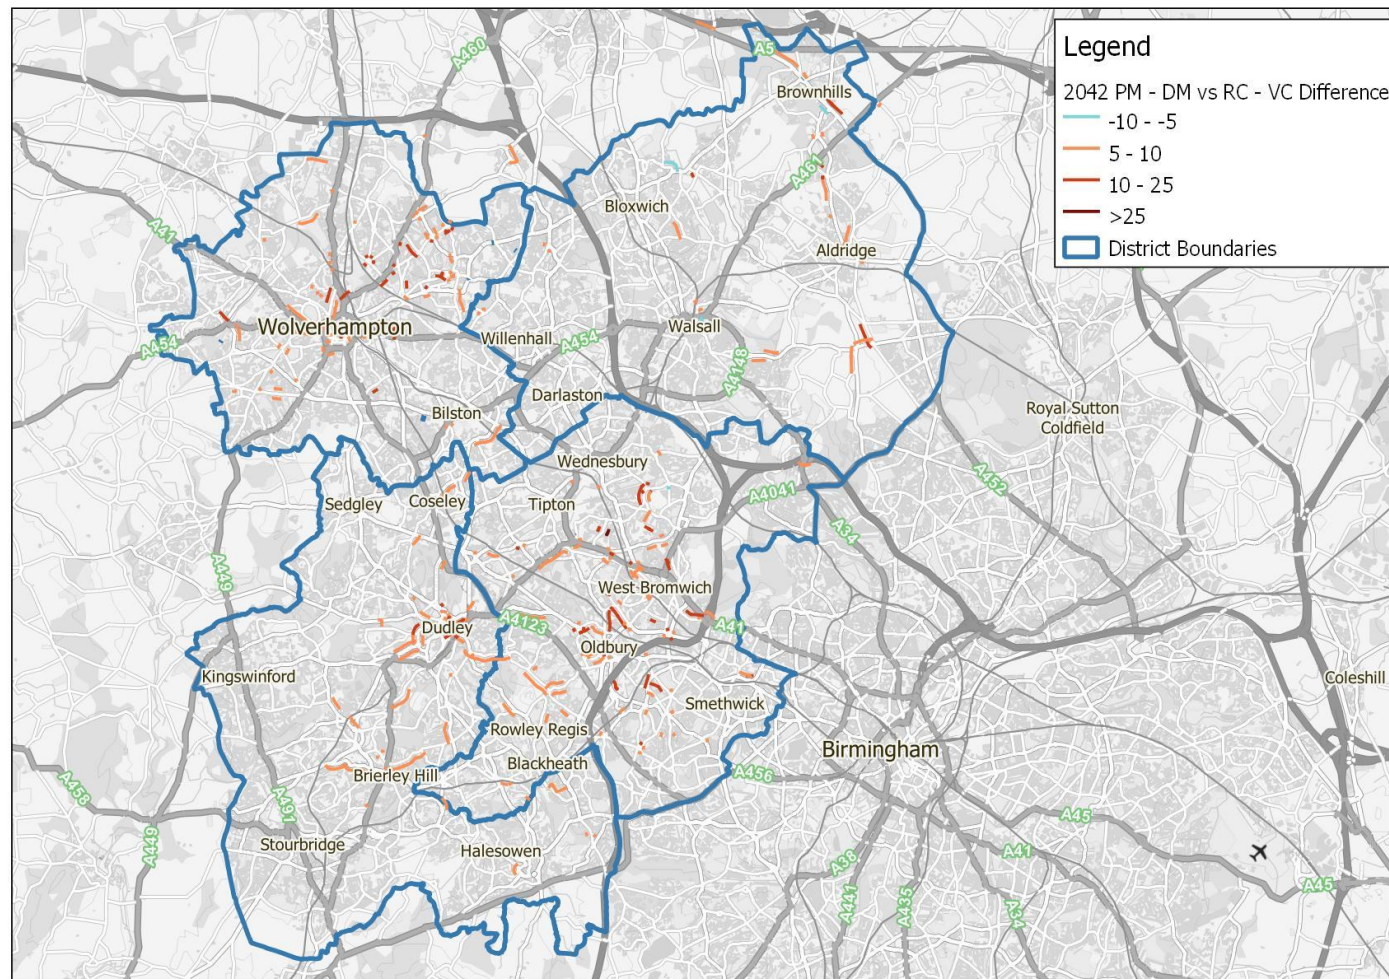 Legend
2042 PM - DM vs RC - VC Difference
-10 - -5
5 - 10
10 - 25
>25
District Boundaries
A460
A5
Brownhills
A461
Bloxwich
A41
Aldridge
Wolverhampton
Willenhall
A454
Walsall
A454
A4148
Darlaston
Bilston
Royal Sutton
Coldfield
Wednesbury
A452
Sedgley
Coseley
Tipton
A4041
A34
A449
West Bromwich
Dudley
A4123
A41
Oldbury
Kingswinford
Coleshill
Smethwick
Rowley Regis
Birmingham
Blackheath
Brierley Hill
A456
A458
A491
A45
Stourbridge
A449
Halesowen
A38
A41
A45
A441
A435
A34